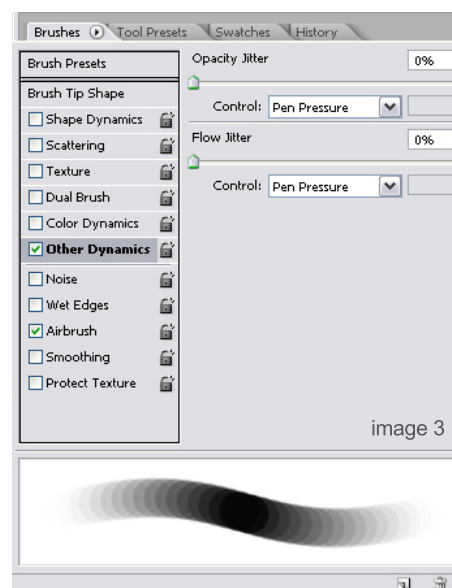 Brushes Tool Presets Swatches History
Brush Presets
Brush Tip Shape
Shape Dynamics
Scattering
Texture
Dual Brush
Color Dynamics
Other Dynamics
Noise
Wet Edges
Airbrush
Smoothing
Protect Texture
Opacity Jitter 0%
Control: Pen Pressure
Flow Jitter 0%
Control: Pen Pressure
image 3